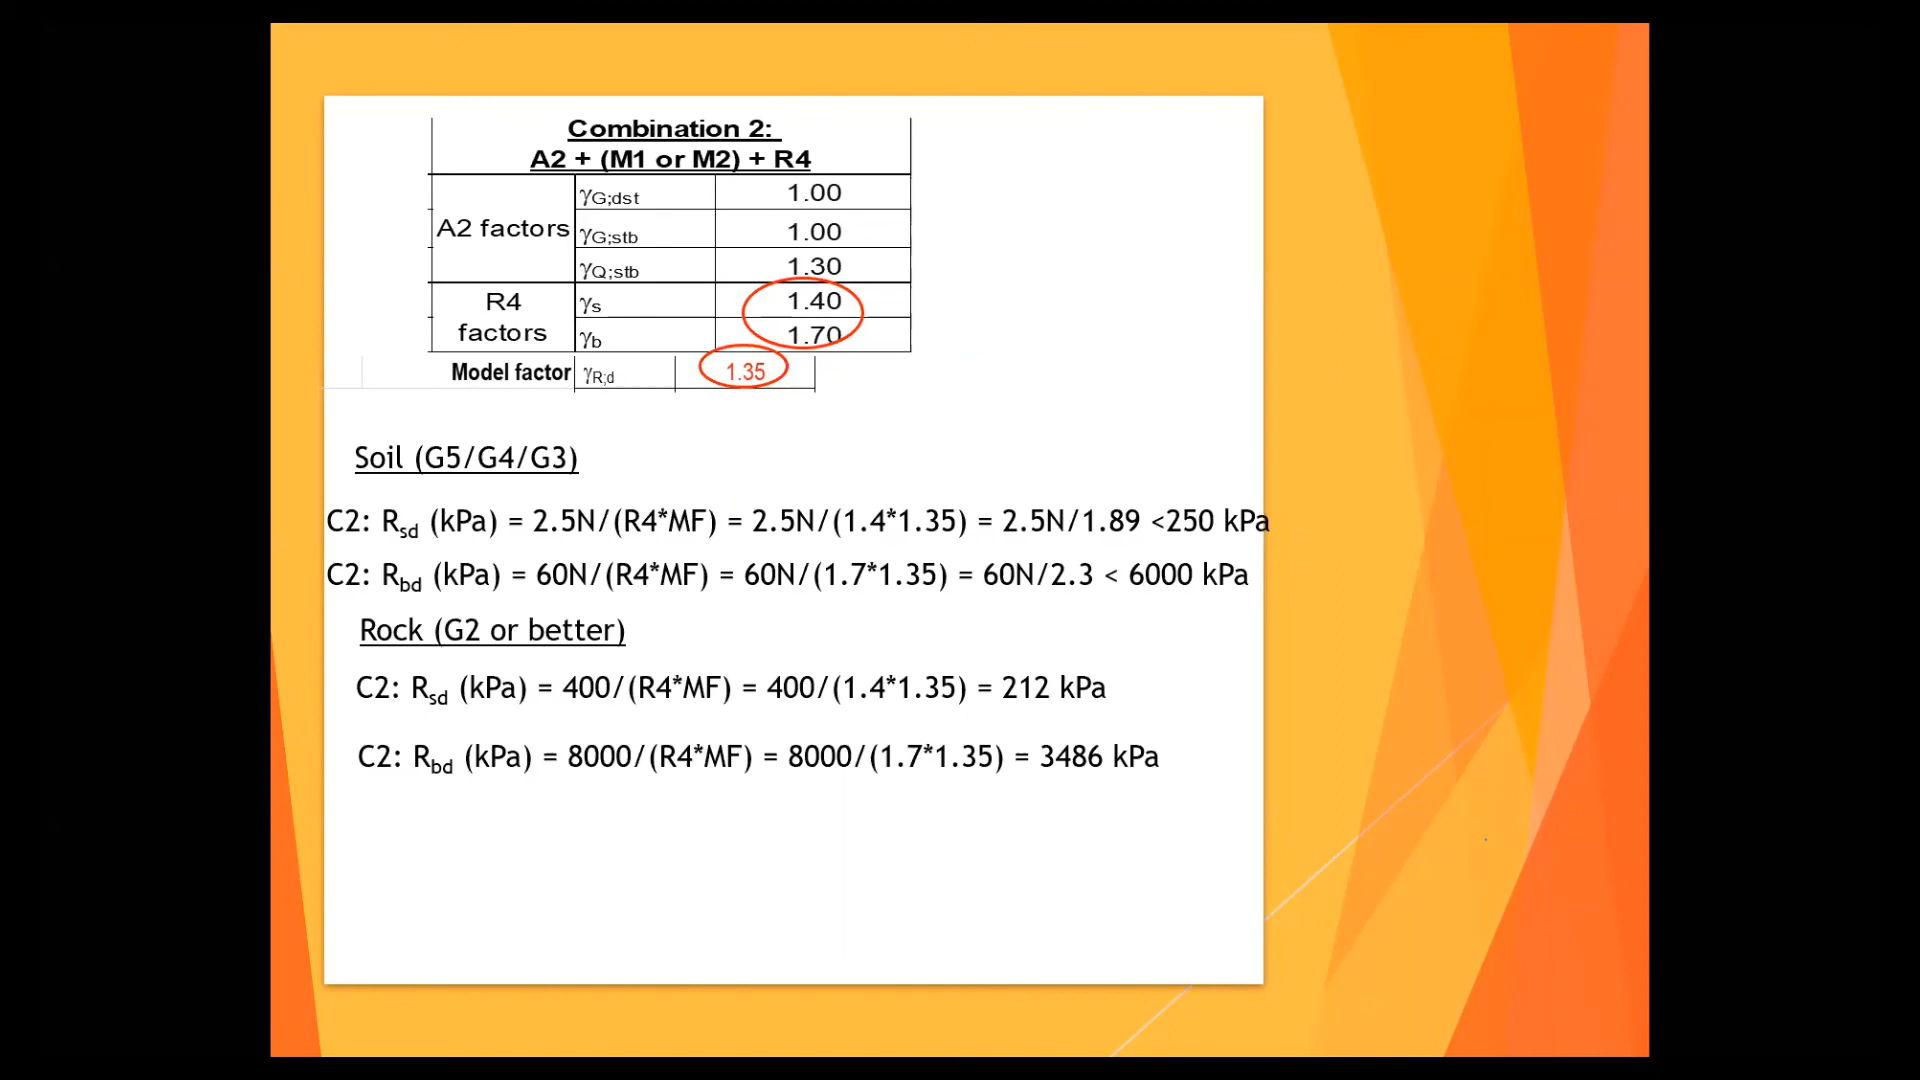 Combination 2:
A2 + (M1 or M2) + R4
A2 factors
γG;dst 1.00
γG;stb 1.00
γQ;stb 1.30
R4 factors
γs 1.40
γb 1.70
Model factor γR;d 1.35
Soil (G5/G4/G3)
C2: Rsd (kPa) = 2.5N/(R4*MF) = 2.5N/(1.4*1.35) = 2.5N/1.89 <250 kPa
C2: Rbd (kPa) = 60N/(R4*MF) = 60N/(1.7*1.35) = 60N/2.3 < 6000 kPa
Rock (G2 or better)
C2: Rsd (kPa) = 400/(R4*MF) = 400/(1.4*1.35) = 212 kPa
C2: Rbd (kPa) = 8000/(R4*MF) = 8000/(1.7*1.35) = 3486 kPa